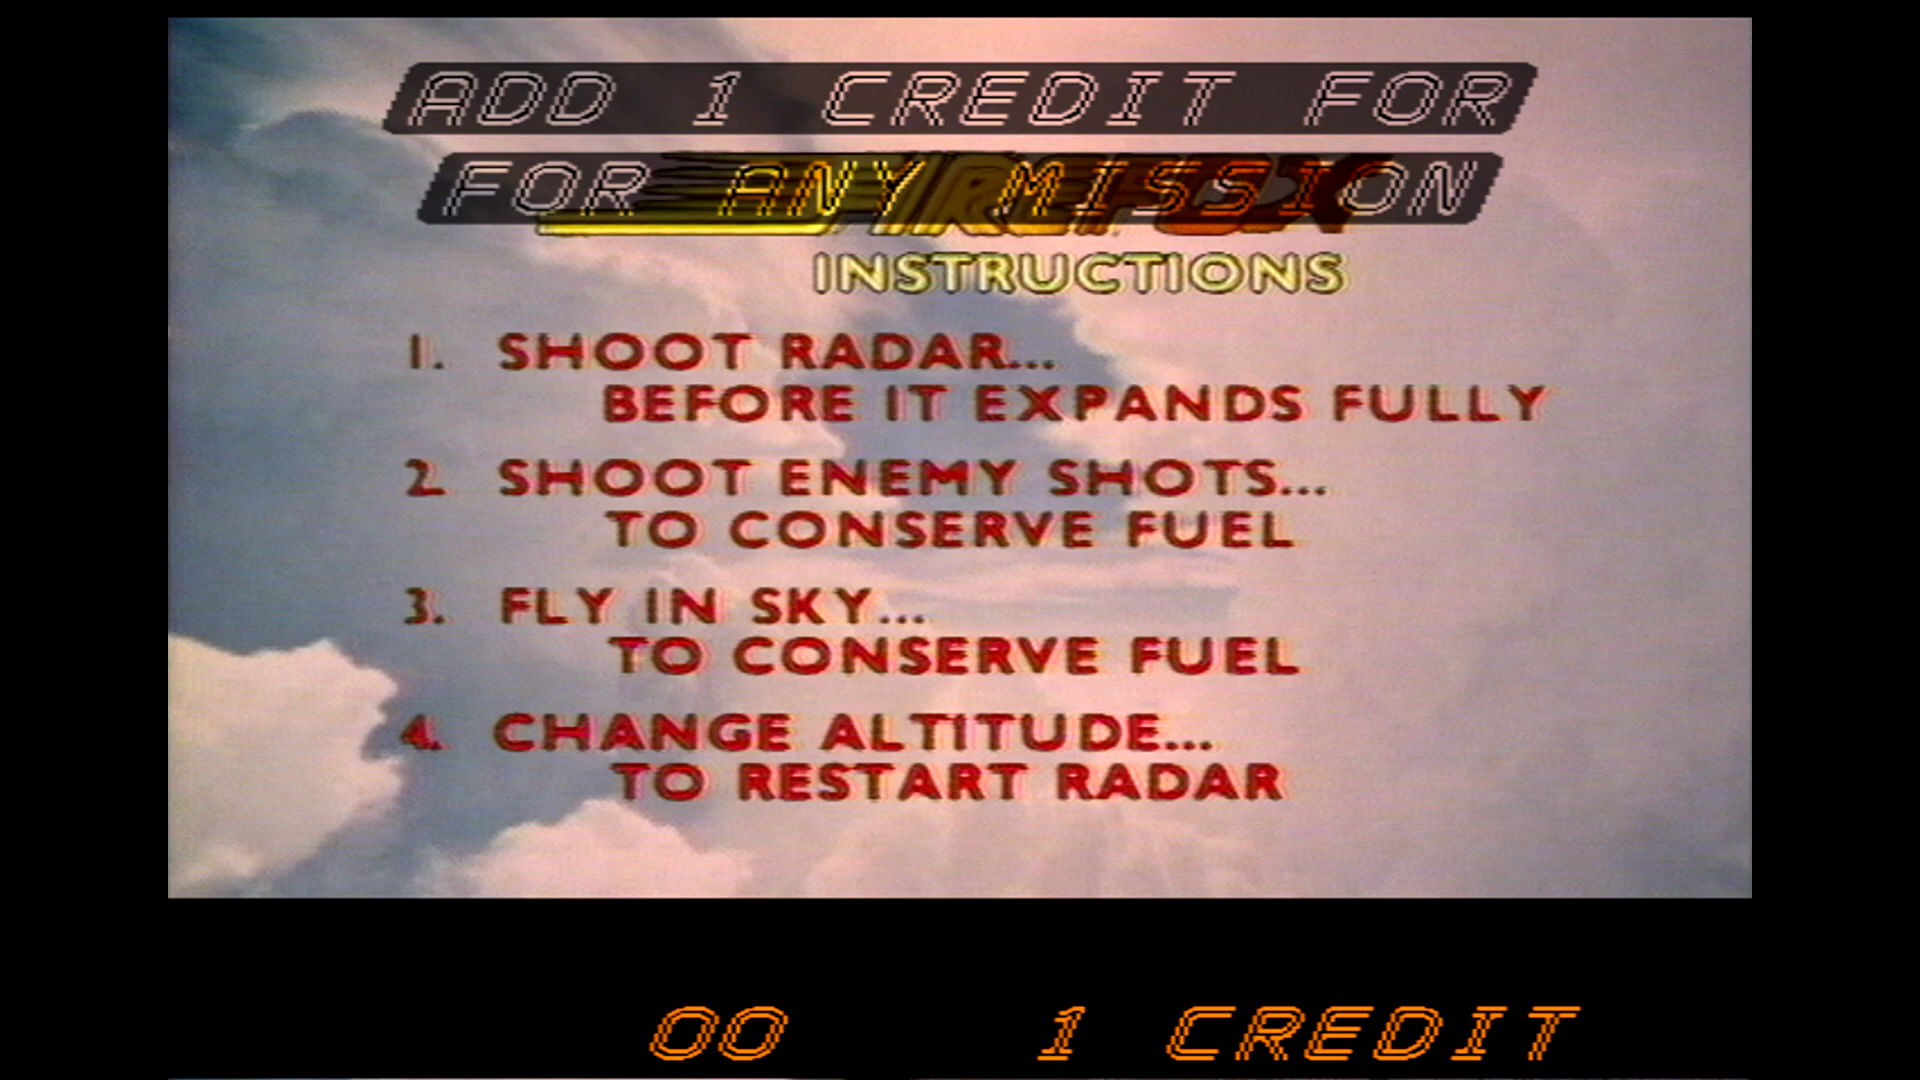 ADD 1 CREDIT FOR
FOR ANY MISSION
FIREFOX
INSTRUCTIONS
1. SHOOT RADAR...
BEFORE IT EXPANDS FULLY
2. SHOOT ENEMY SHOTS...
TO CONSERVE FUEL
3. FLY IN SKY...
TO CONSERVE FUEL
4. CHANGE ALTITUDE...
TO RESTART RADAR
00 1 CREDIT